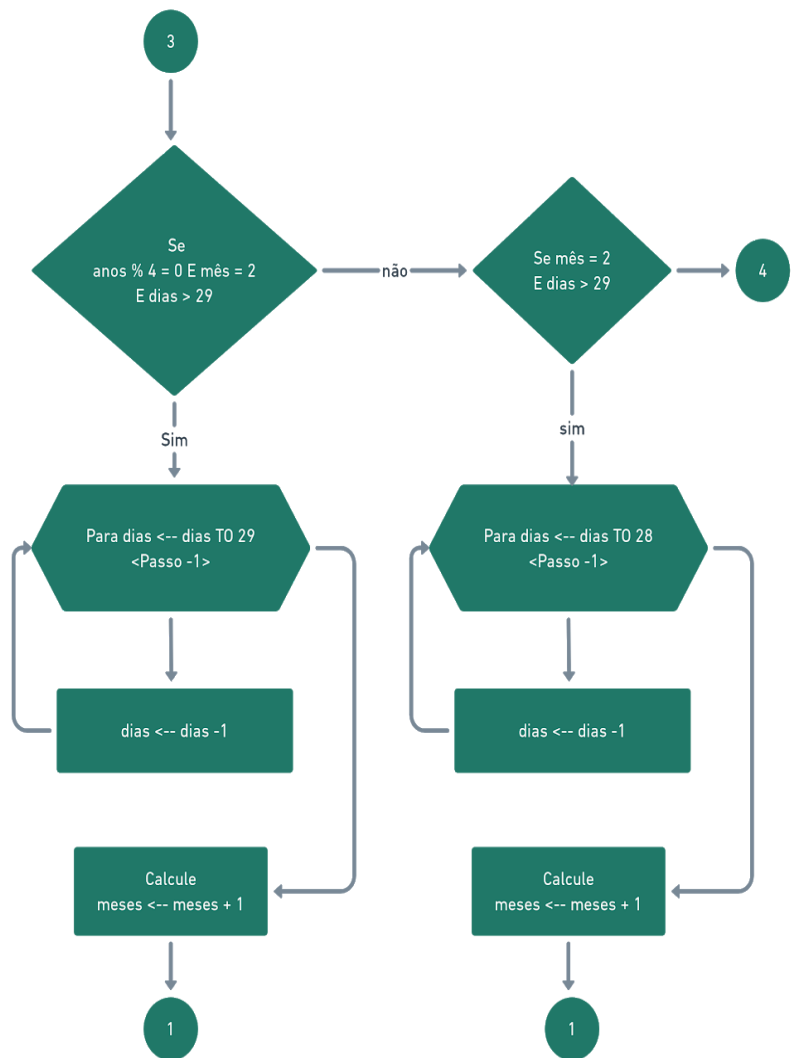 3
Se
anos % 4 = 0 E mês = 2
E dias > 29
não
Se mês = 2
E dias > 29
4
Sim
sim
Para dias <-- dias TO 29
<Passo -1>
Para dias <-- dias TO 28
<Passo -1>
dias <-- dias -1
dias <-- dias -1
Calcule
meses <-- meses + 1
Calcule
meses <-- meses + 1
1
1